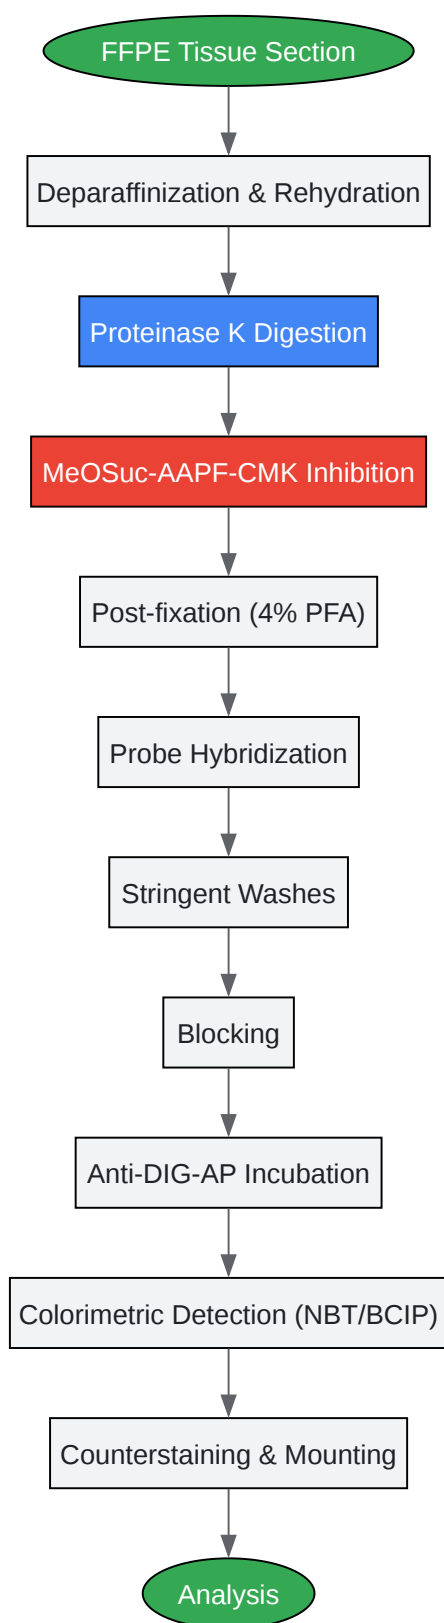 FFPE Tissue Section
Deparaffinization & Rehydration
Proteinase K Digestion
MeOSuc-AAPF-CMK Inhibition
Post-fixation (4% PFA)
Probe Hybridization
Stringent Washes
Blocking
Anti-DIG-AP Incubation
Colorimetric Detection (NBT/BCIP)
Counterstaining & Mounting
Analysis